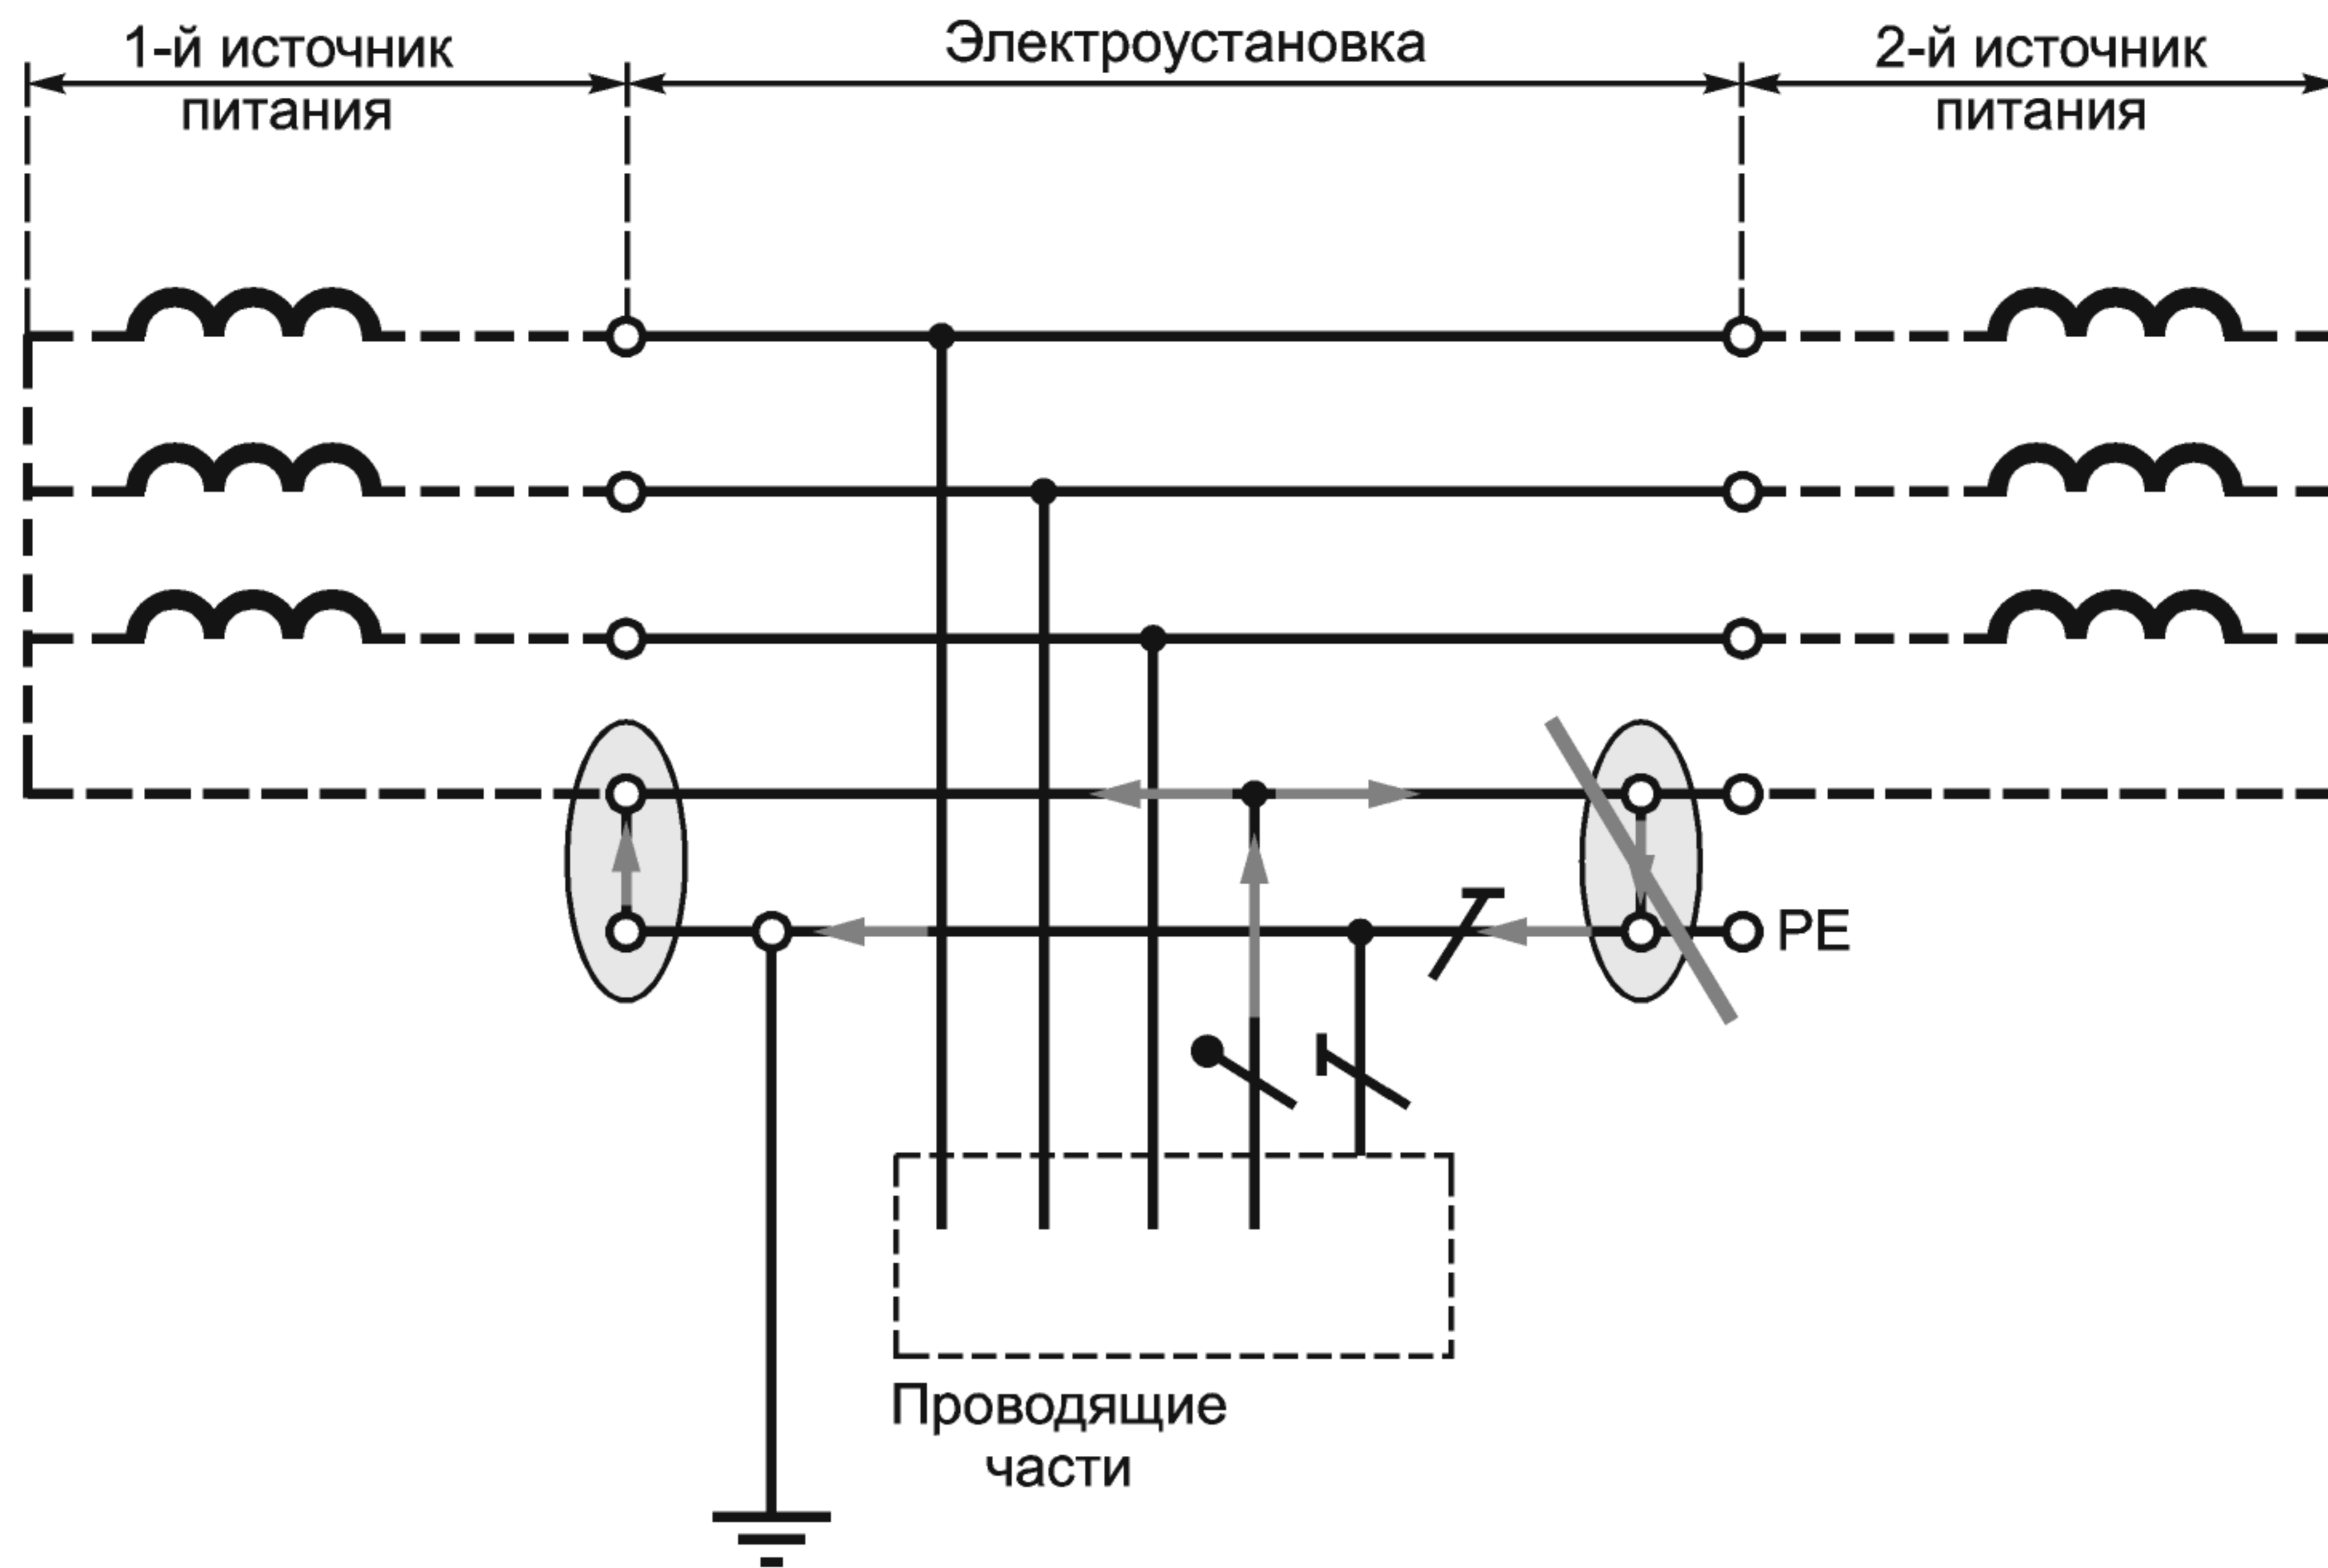 1-й источник
питания
Электроустановка
2-й источник
питания
PE
Проводящие
части